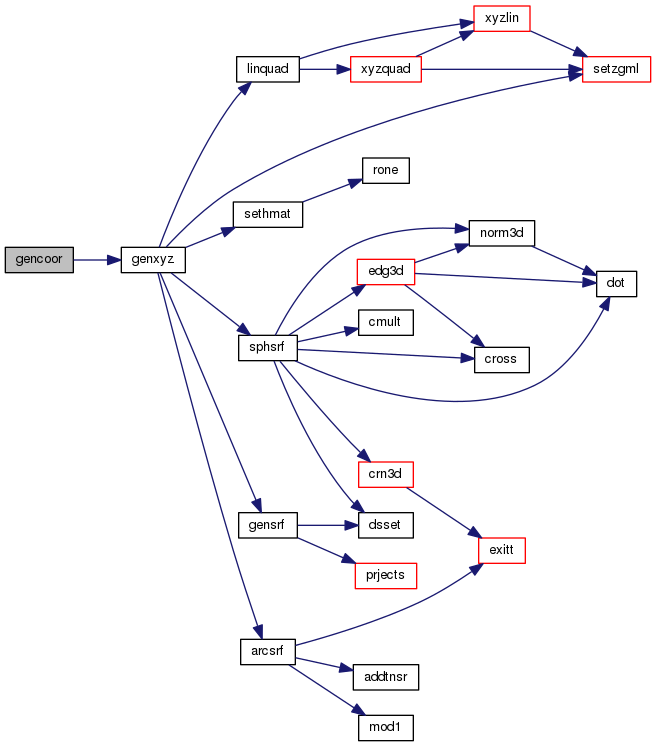 xyzlin
linquad
xyzquad
setzgml
rone
sethmat
norm3d
gencoor
genxyz
edg3d
dot
cmult
sphsrf
cross
crn3d
gensrf
dsset
exitt
prjects
arcsrf
addtnsr
mod1